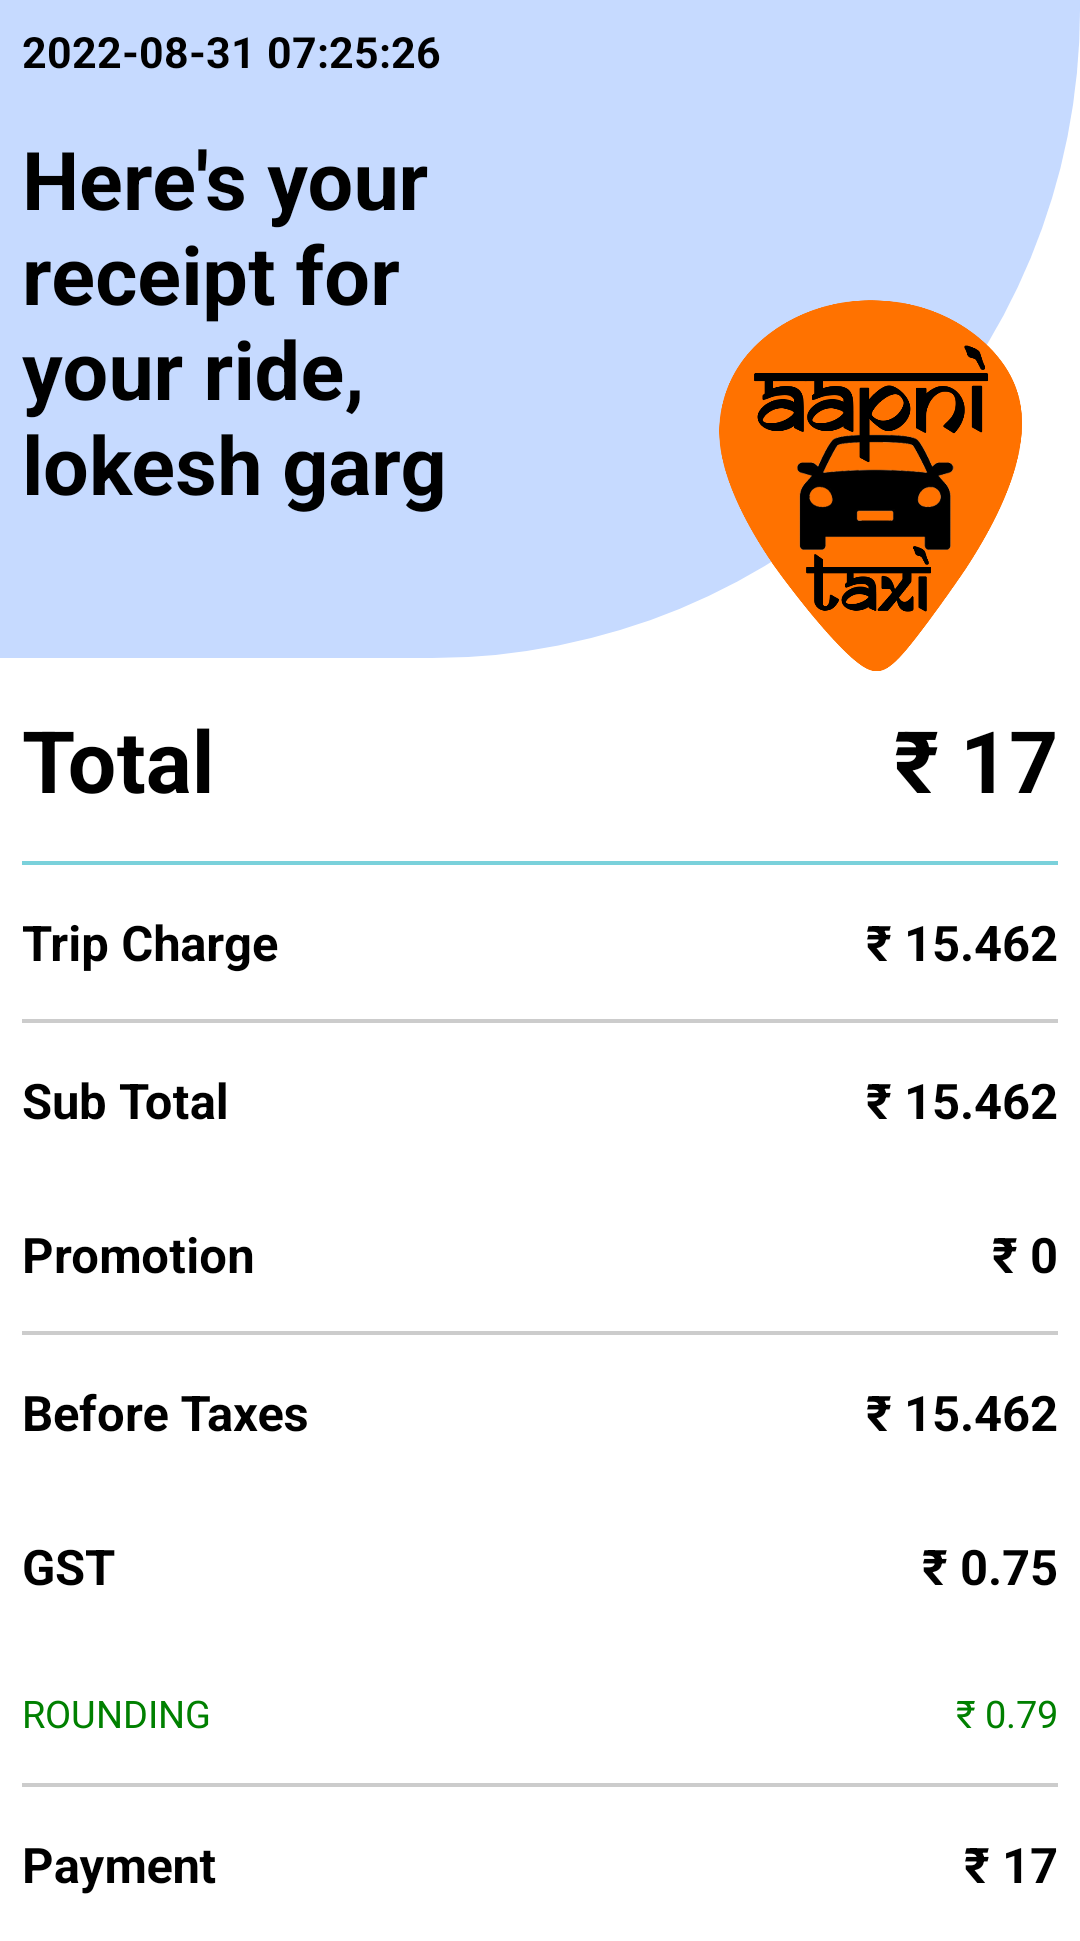 2022-08-31 07:25:26
Here's your
receipt for
your ride,
lokesh garg
aapni
taxi
Total ₹ 17
Trip Charge ₹ 15.462
Sub Total ₹ 15.462
Promotion ₹ 0
Before Taxes ₹ 15.462
GST ₹ 0.75
ROUNDING ₹ 0.79
Payment ₹ 17